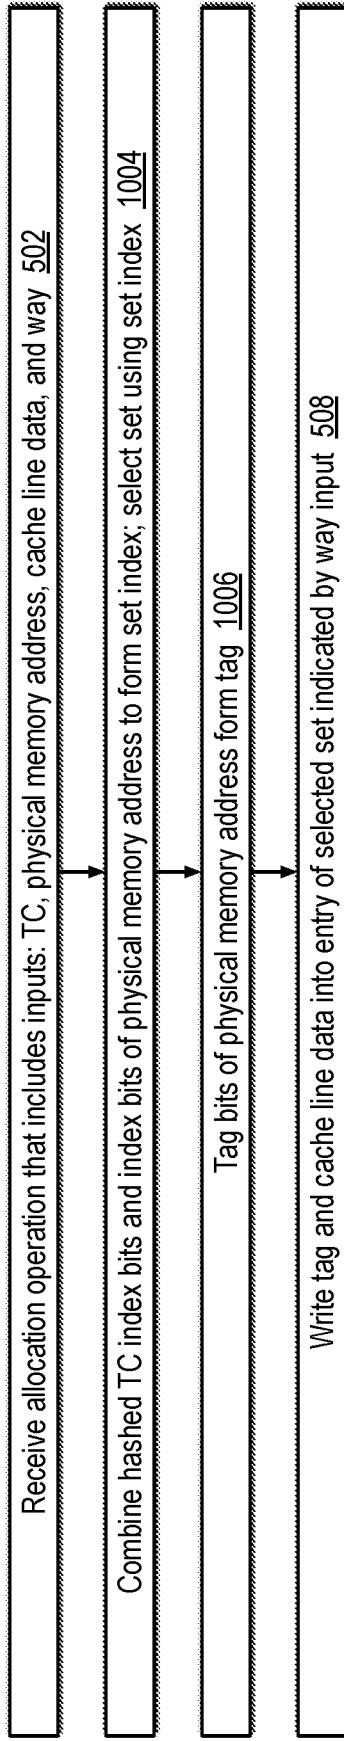 Receive allocation operation that includes inputs: TC, physical memory address, cache line data, and way 502
Combine hashed TC index bits and index bits of physical memory address to form set index; select set using set index 1004
Tag bits of physical memory address form tag 1006
Write tag and cache line data into entry of selected set indicated by way input 508